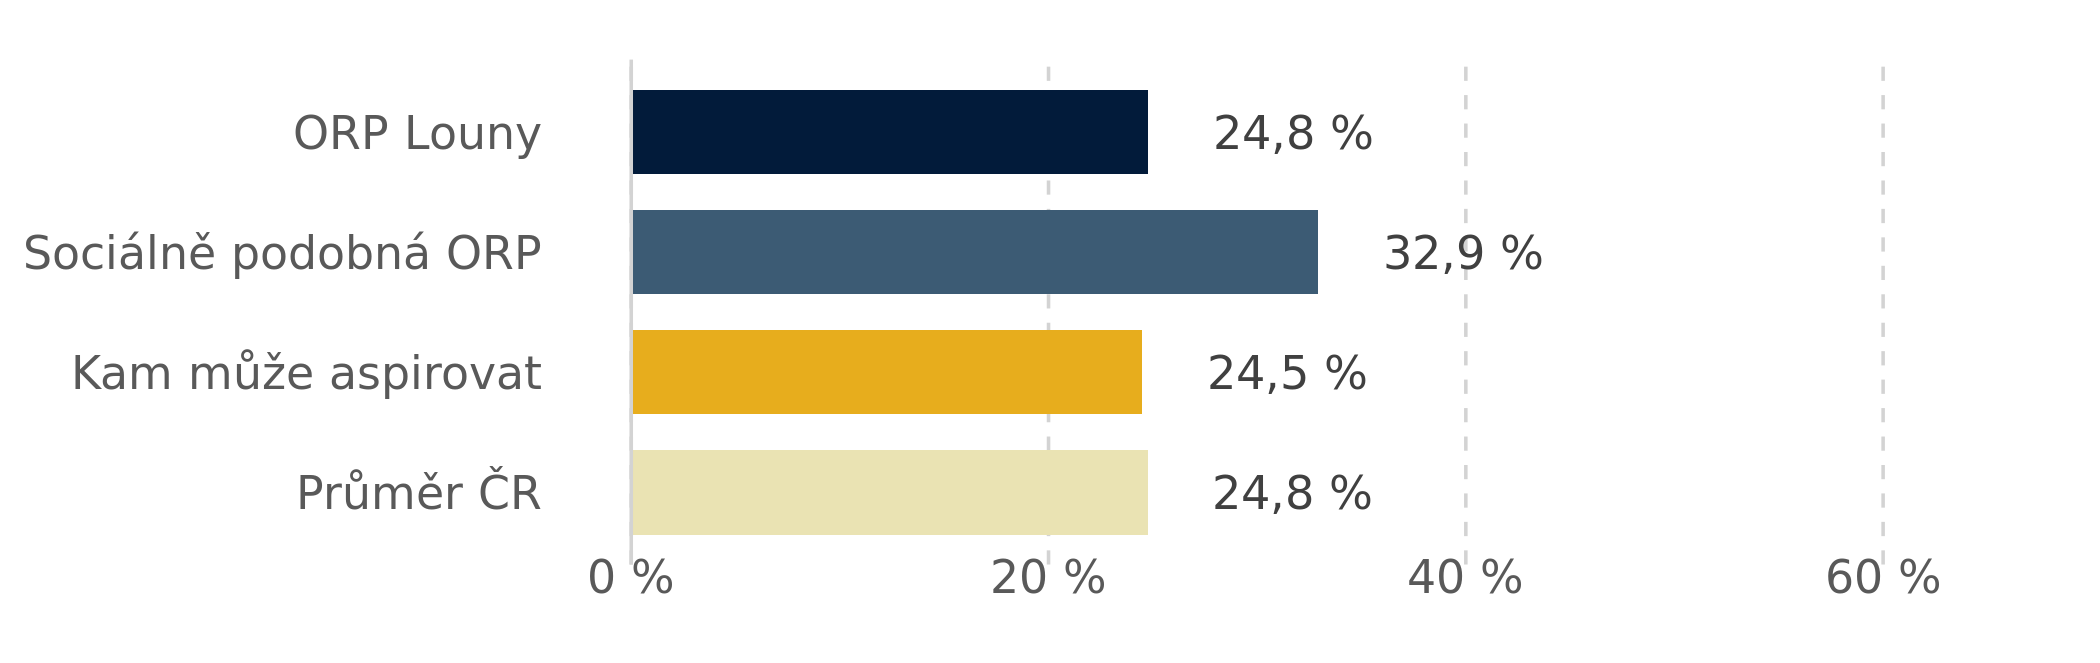 ORP Louny 24,8 %
Sociálně podobná ORP 32,9 %
Kam může aspirovat 24,5 %
Průměr ČR 24,8 %
0 % 20 % 40 % 60 %